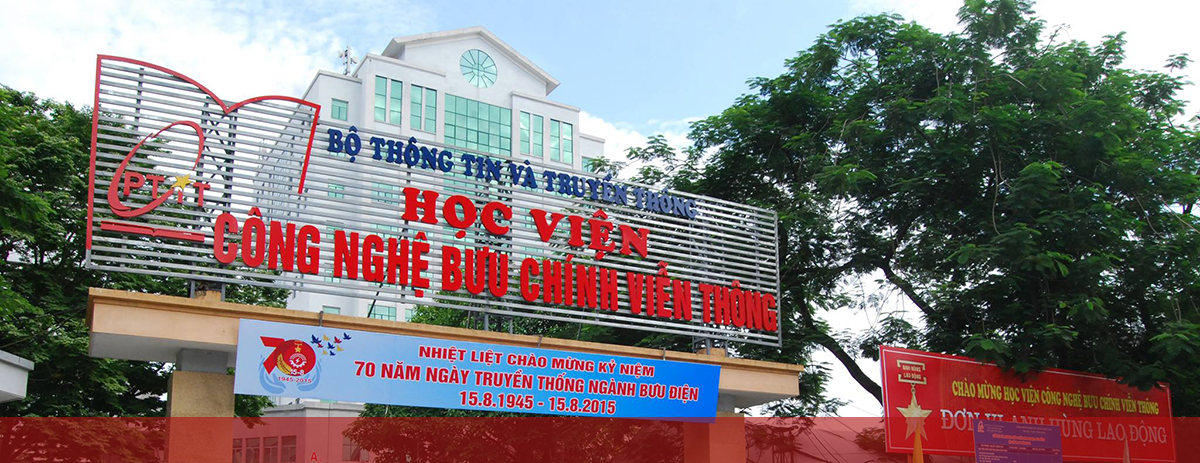 BỘ THÔNG TIN VÀ TRUYỀN THÔNG
PTiT
HỌC VIỆN
CÔNG NGHỆ BƯU CHÍNH VIỄN THÔNG
70
15-8
1945-2015
NHIỆT LIỆT CHÀO MỪNG KỶ NIỆM
70 NĂM NGÀY TRUYỀN THỐNG NGÀNH BƯU ĐIỆN
15.8.1945 - 15.8.2015
ANH HÙNG
LAO ĐỘNG
CHÀO MỪNG HỌC VIỆN CÔNG NGHỆ BƯU CHÍNH VIỄN THÔNG
ĐƠN VỊ ANH HÙNG LAO ĐỘNG
A